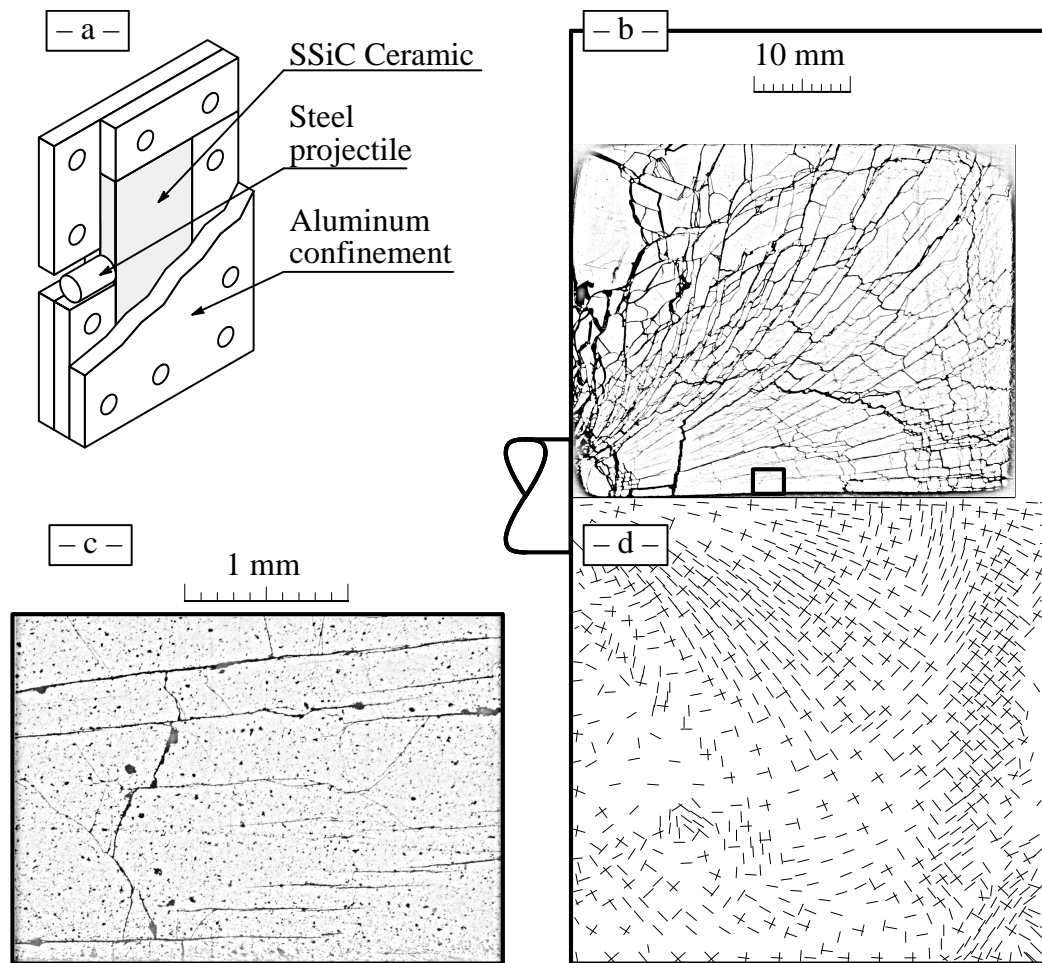 – a –
SSiC Ceramic
Steel
projectile
Aluminum
confinement
– b –
10 mm
– c –
1 mm
– d –